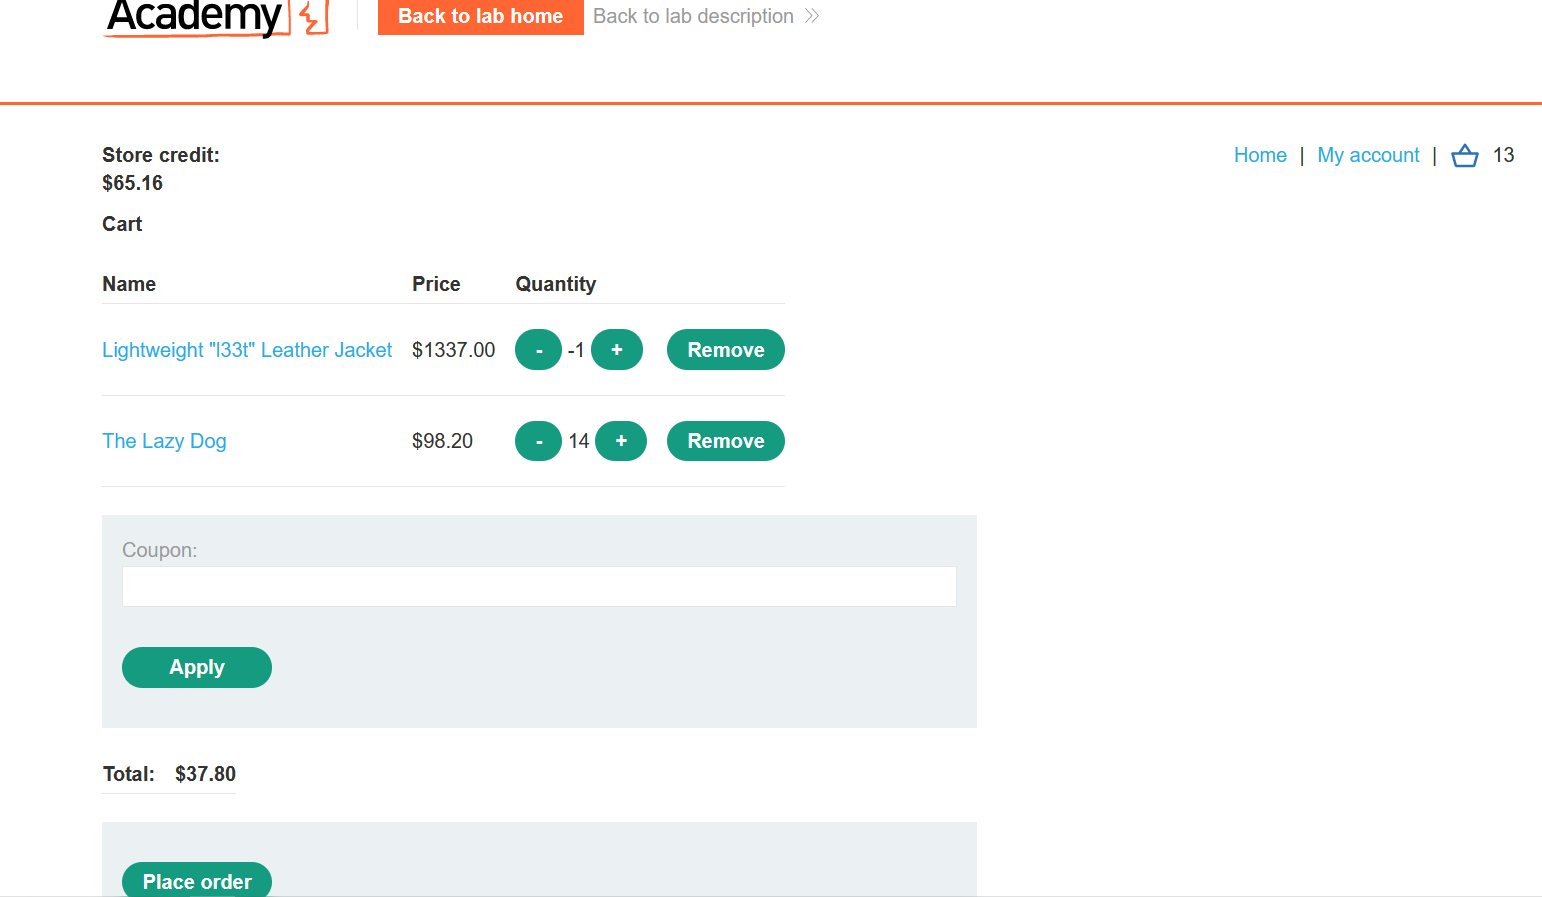 Academy
Back to lab home Back to lab description
Store credit:
$65.16
Home | My account | 13
Cart
Name Price Quantity
Lightweight "l33t" Leather Jacket $1337.00 - -1 + Remove
The Lazy Dog $98.20 - 14 + Remove
Coupon:
Apply
Total: $37.80
Place order